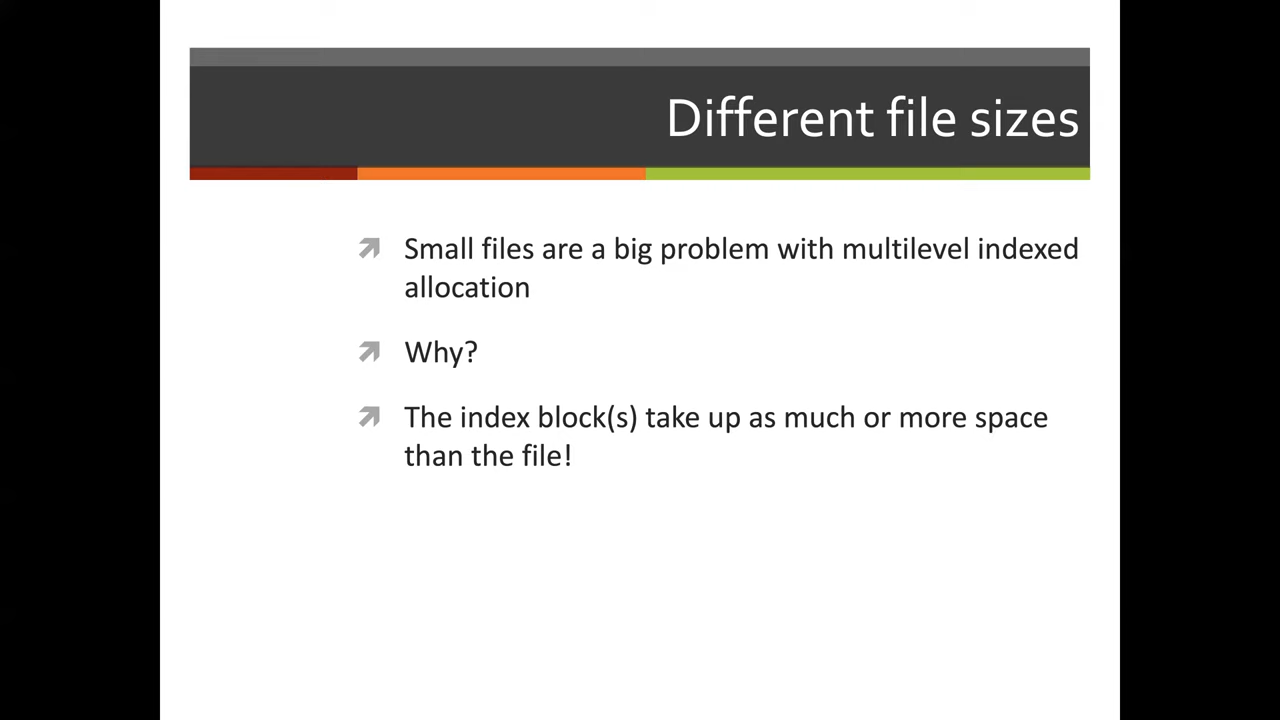 Different file sizes
Small files are a big problem with multilevel indexed
allocation
Why?
The index block(s) take up as much or more space
than the file!